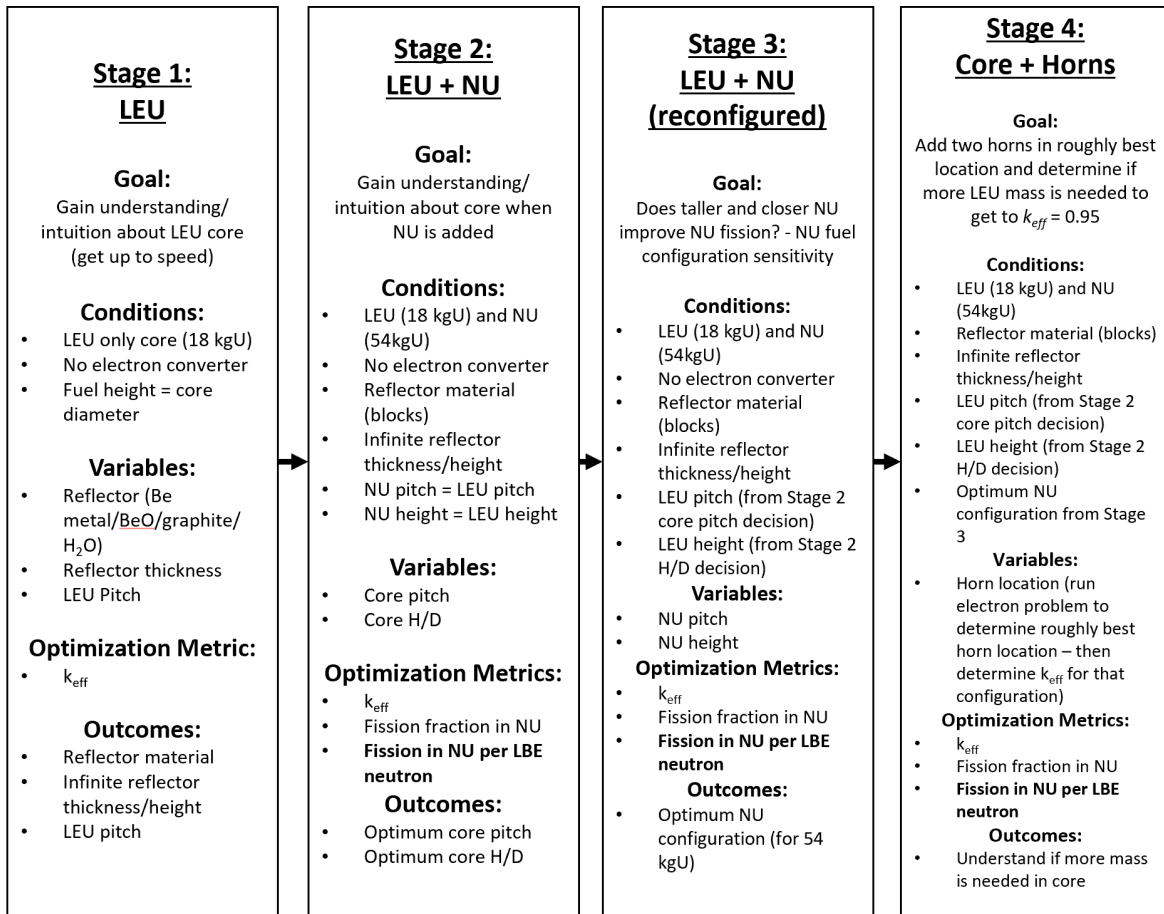 Stage 1:
LEU
Goal:
Gain understanding/
intuition about LEU core
(get up to speed)
Conditions:
• LEU only core (18 kgU)
• No electron converter
• Fuel height = core
diameter
Variables:
• Reflector (Be
metal/BeO/graphite/
H₂O)
• Reflector thickness
• LEU Pitch
Optimization Metric:
• keff
Outcomes:
• Reflector material
• Infinite reflector
thickness/height
• LEU pitch
Stage 2:
LEU + NU
Goal:
Gain understanding/
intuition about core when
NU is added
Conditions:
• LEU (18 kgU) and NU
(54kgU)
• No electron converter
• Reflector material
(blocks)
• Infinite reflector
thickness/height
• NU pitch = LEU pitch
• NU height = LEU height
Variables:
• Core pitch
• Core H/D
Optimization Metrics:
• keff
• Fission fraction in NU
• Fission in NU per LBE
neutron
Outcomes:
• Optimum core pitch
• Optimum core H/D
Stage 3:
LEU + NU
(reconfigured)
Goal:
Does taller and closer NU
improve NU fission? - NU fuel
configuration sensitivity
Conditions:
• LEU (18 kgU) and NU
(54kgU)
• No electron converter
• Reflector material
(blocks)
• Infinite reflector
thickness/height
• LEU pitch (from Stage 2
core pitch decision)
• LEU height (from Stage 2
H/D decision)
Variables:
• NU pitch
• NU height
Optimization Metrics:
• keff
• Fission fraction in NU
• Fission in NU per LBE
neutron
Outcomes:
• Optimum NU
configuration (for 54
kgU)
Stage 4:
Core + Horns
Goal:
Add two horns in roughly best
location and determine if
more LEU mass is needed to
get to keff = 0.95
Conditions:
• LEU (18 kgU) and NU
(54kgU)
• Reflector material (blocks)
• Infinite reflector
thickness/height
• LEU pitch (from Stage 2
core pitch decision)
• LEU height (from Stage 2
H/D decision)
• Optimum NU
configuration from Stage
3
Variables:
• Horn location (run
electron problem to
determine roughly best
horn location – then
determine keff for that
configuration)
Optimization Metrics:
• keff
• Fission fraction in NU
• Fission in NU per LBE
neutron
Outcomes:
• Understand if more mass
is needed in core